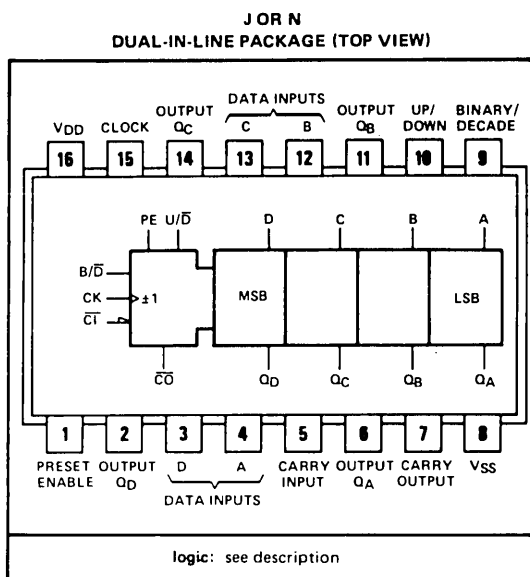 J OR N
DUAL-IN-LINE PACKAGE (TOP VIEW)
VDD CLOCK OUTPUT QC DATA INPUTS C B OUTPUT QB UP/DOWN BINARY/DECADE
16 15 14 13 12 11 10 9
PE U/D̅ D C B A
B/D̅
CK ±1 MSB LSB
C̅I̅
C̅O̅ QD QC QB QA
1 2 3 4 5 6 7 8
PRESET ENABLE OUTPUT QD D A DATA INPUTS CARRY INPUT OUTPUT QA CARRY OUTPUT VSS
logic: see description